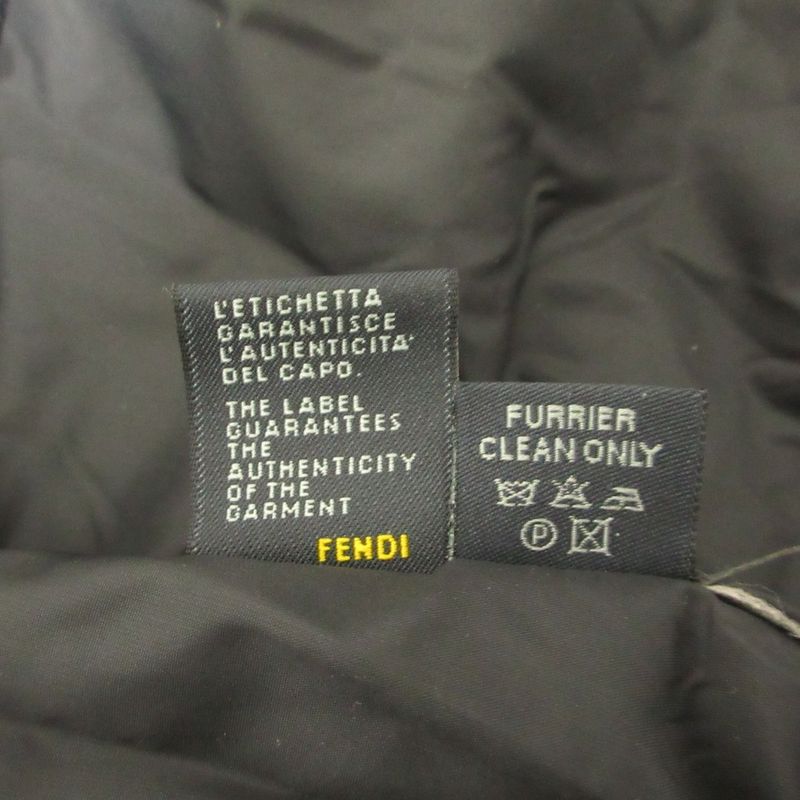 L'ETICHETTA
GARANTISCE
L'AUTENTICITA'
DEL CAPO.
THE LABEL
GUARANTEES
THE
AUTHENTICITY
OF THE
GARMENT
FENDI
FURRIER
CLEAN ONLY
P